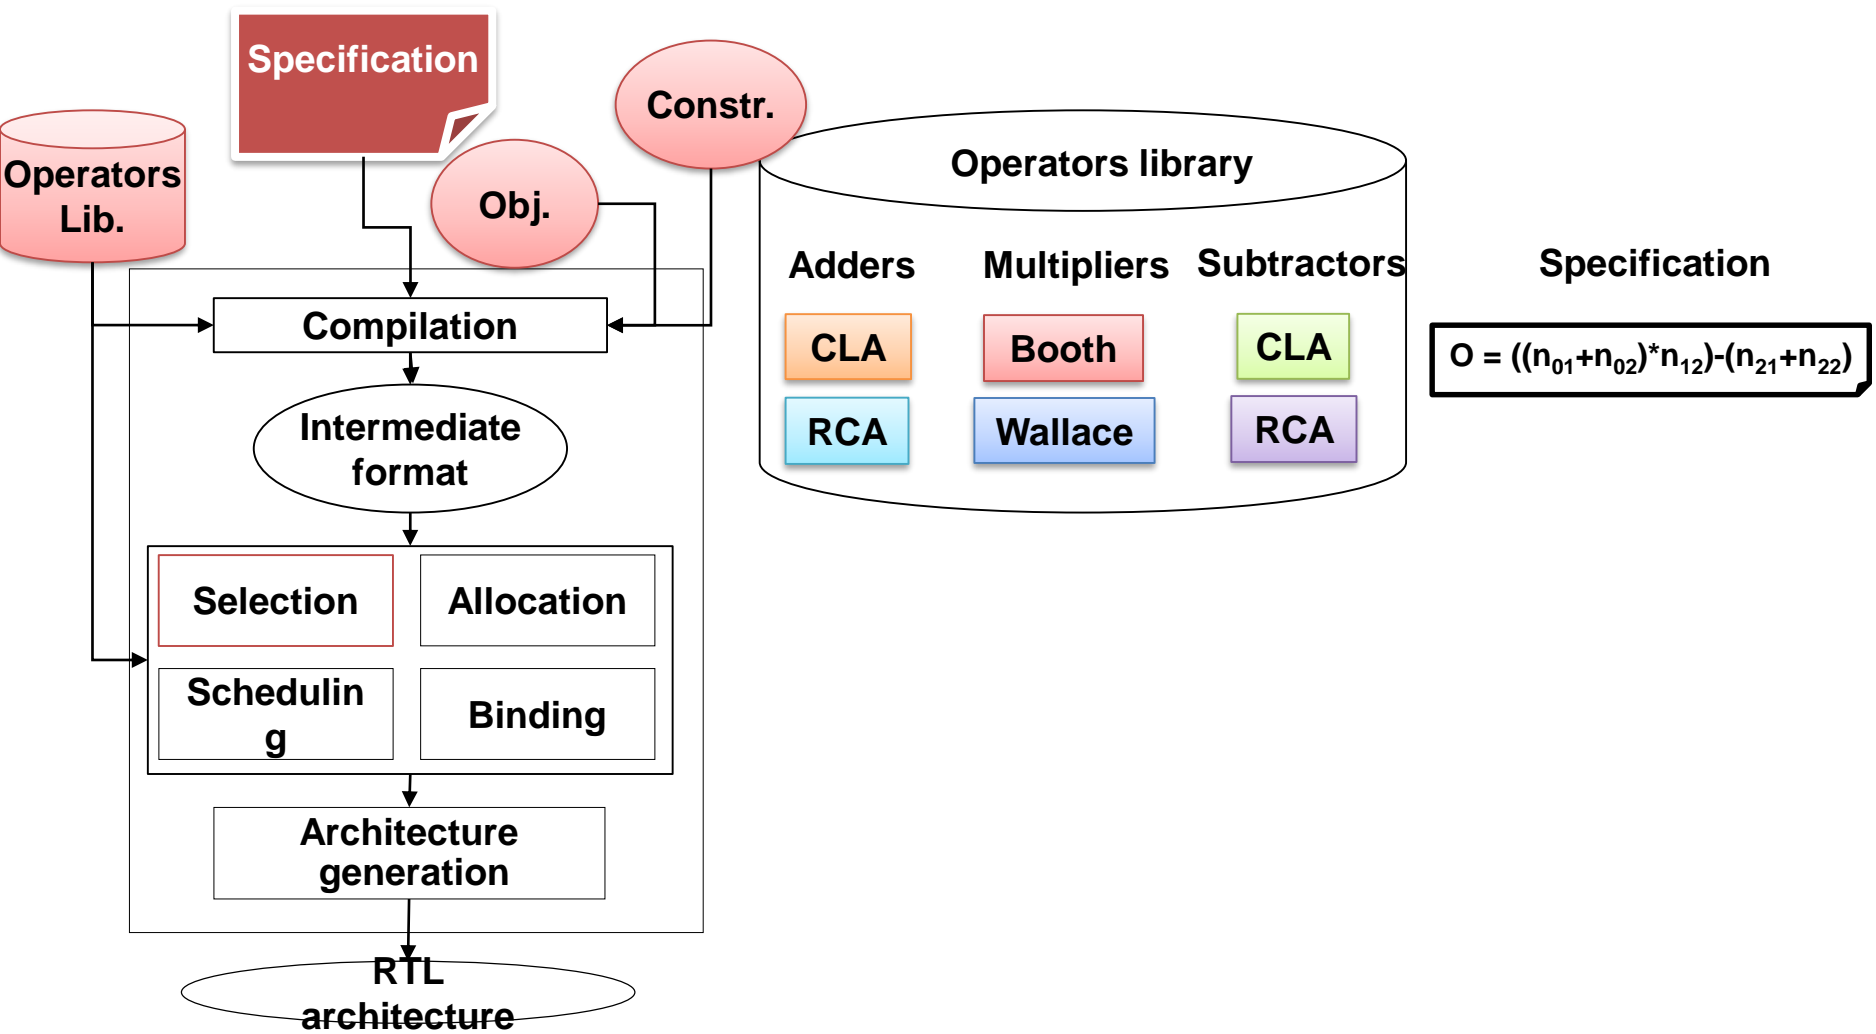 Specification
Constr.
Operators
Lib.
Obj.
Compilation
Intermediate
format
Selection
Allocation
Schedulin
g
Binding
Architecture
generation
RTL
architecture
Operators library
Adders
Multipliers
Subtractors
CLA
Booth
CLA
RCA
Wallace
RCA
Specification
O = ((n₀₁+n₀₂)*n₁₂)-(n₂₁+n₂₂)